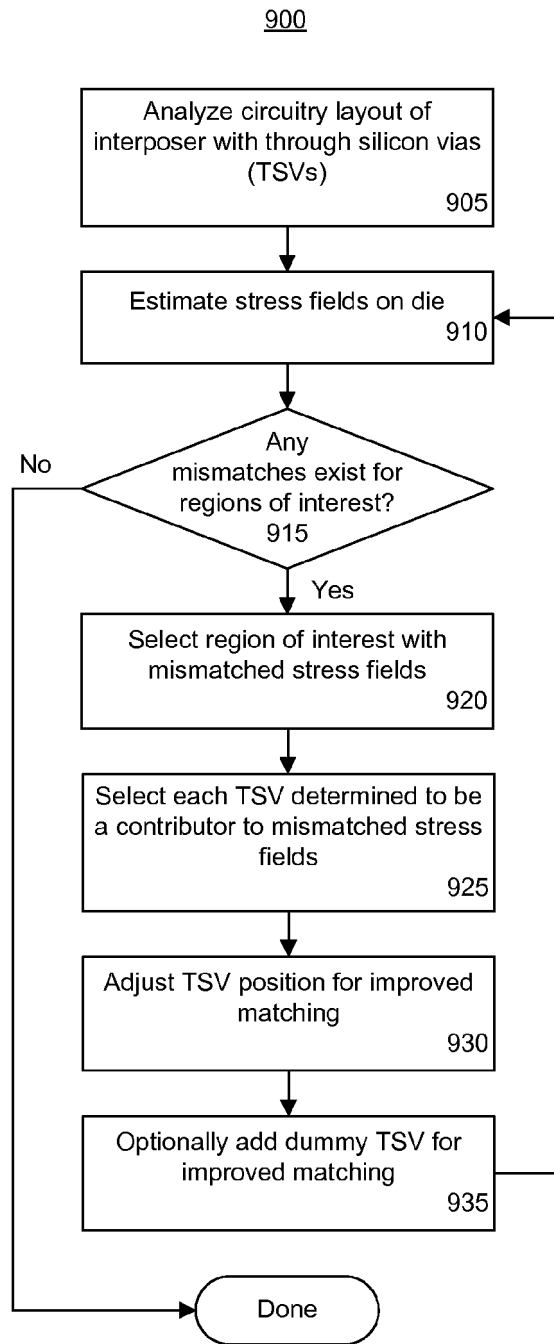 900
Analyze circuitry layout of
interposer with through silicon vias
(TSVs)
905
Estimate stress fields on die
910
Any
mismatches exist for
regions of interest?
915
No
Yes
Select region of interest with
mismatched stress fields
920
Select each TSV determined to be
a contributor to mismatched stress
fields
925
Adjust TSV position for improved
matching
930
Optionally add dummy TSV for
improved matching
935
Done